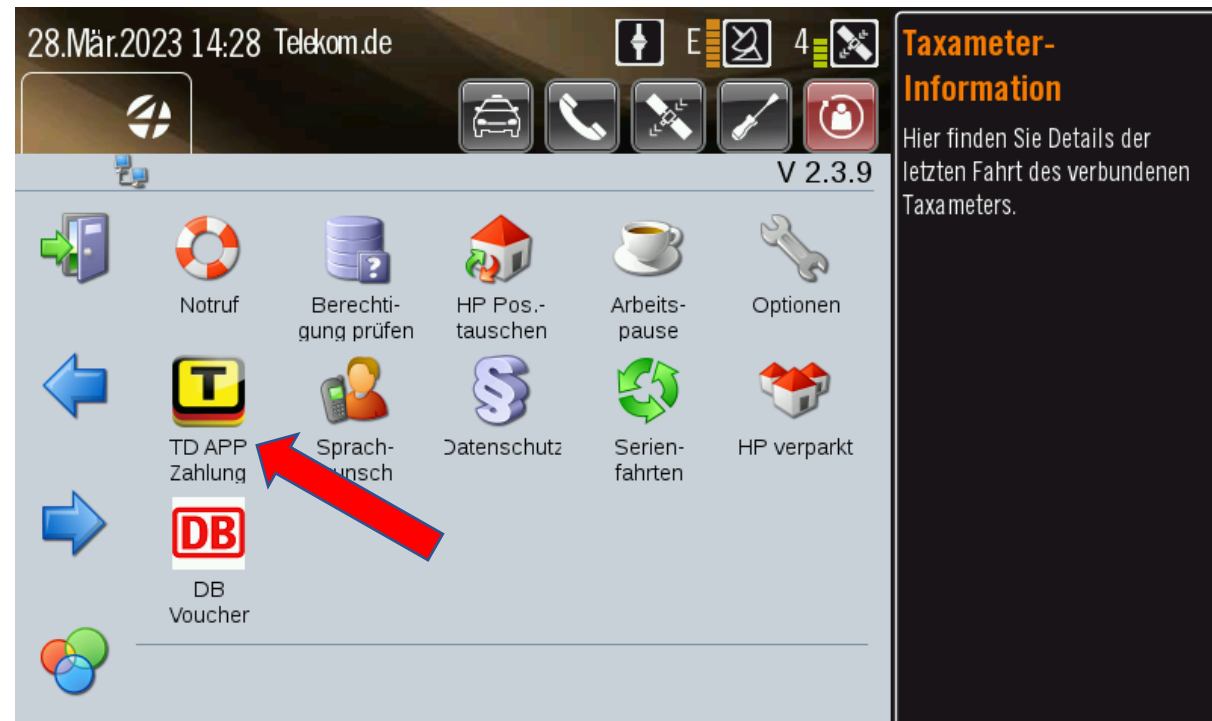 28.Mär.2023 14:28 Telekom.de
E
4
V 2.3.9
Notruf
Berechti-
gung prüfen
HP Pos.-
tauschen
Arbeits-
pause
Optionen
T
TD APP
Zahlung
Sprach-
unsch
Datenschutz
Serien-
fahrten
HP verparkt
DB
DB
Voucher
Taxameter-
Information
Hier finden Sie Details der
letzten Fahrt des verbundenen
Taxameters.